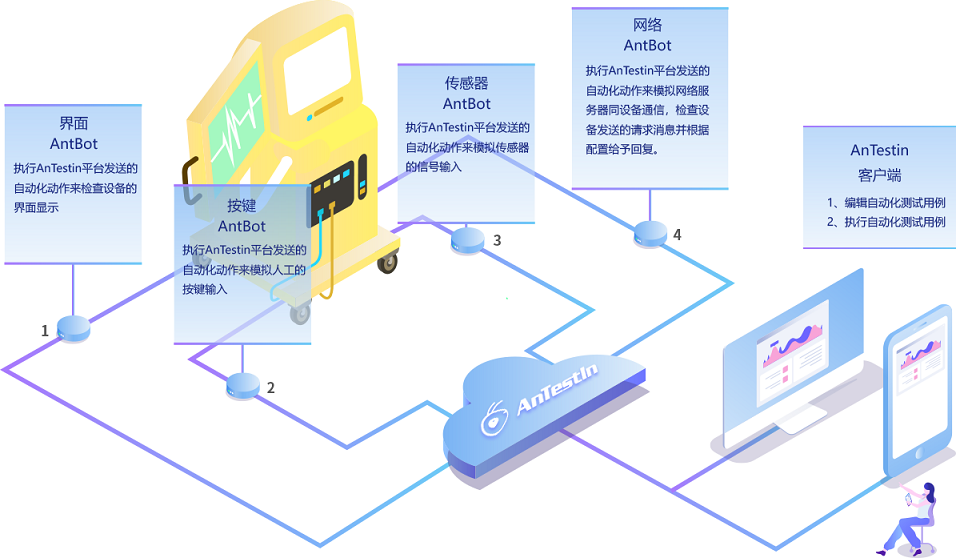 界面
AntBot
执行AnTestin平台发送的
自动化动作来检查设备的
界面显示
1
按键
AntBot
执行AnTestin平台发送的
自动化动作来模拟人工的
按键输入
2
传感器
AntBot
执行AnTestin平台发送的
自动化动作来模拟传感器
的信号输入
3
网络
AntBot
执行AnTestin平台发送的
自动化动作来模拟网络服
务器同设备通信，检查设
备发送的请求消息并根据
配置给予回复。
4
AnTestin
客户端
1、编辑自动化测试用例
2、执行自动化测试用例
AnTestIn